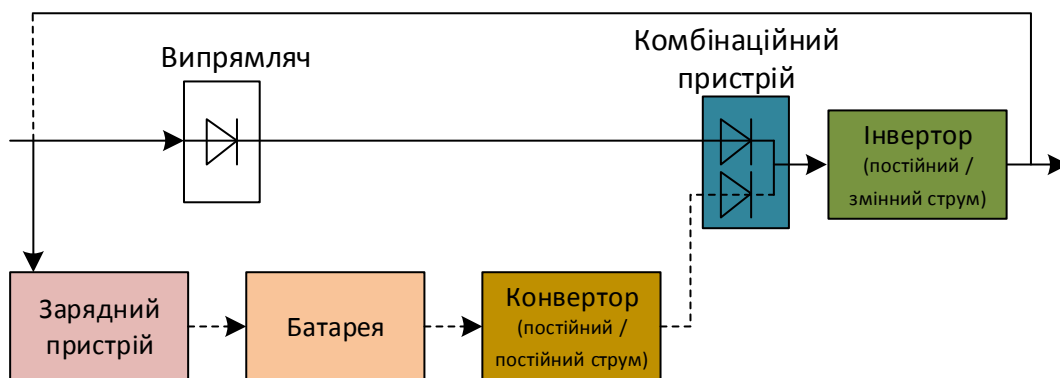 Випрямляч
Комбінаційний
пристрій
Інвертор
(постійний /
змінний струм)
Зарядний
пристрій
Батарея
Конвертор
(постійний /
постійний струм)